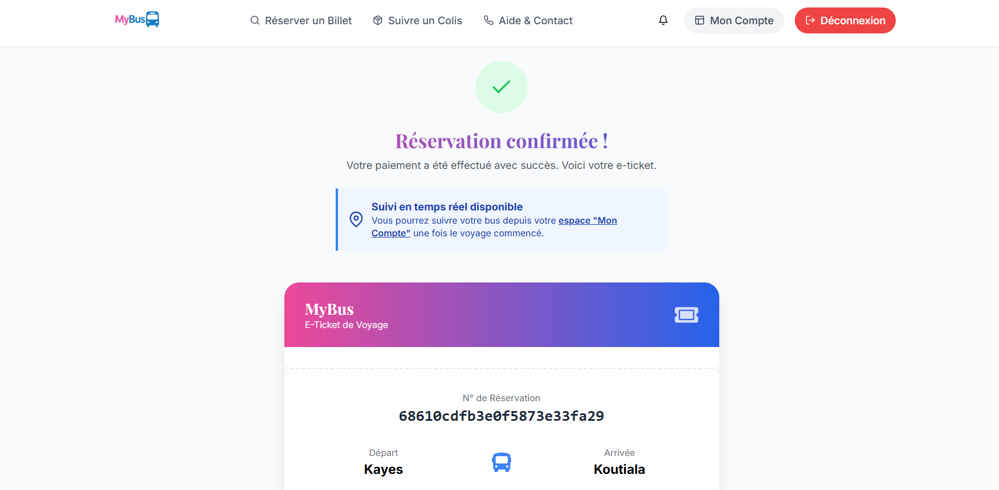 MyBus
Réserver un Billet
Suivre un Colis
Aide & Contact
Mon Compte
Déconnexion
Réservation confirmée !
Votre paiement a été effectué avec succès. Voici votre e-ticket.
Suivi en temps réel disponible
Vous pourrez suivre votre bus depuis votre espace "Mon
Compte" une fois le voyage commencé.
MyBus
E-Ticket de Voyage
N° de Réservation
68610cdfb3e0f5873e33fa29
Départ
Kayes
Arrivée
Koutiala